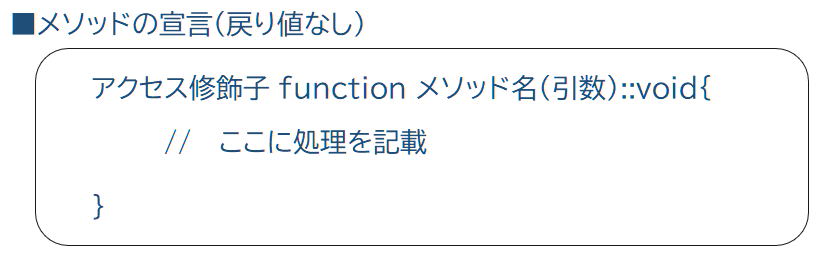 ■メソッドの宣言(戻り値なし)
アクセス修飾子 function メソッド名(引数)::void{
//　ここに処理を記載
}